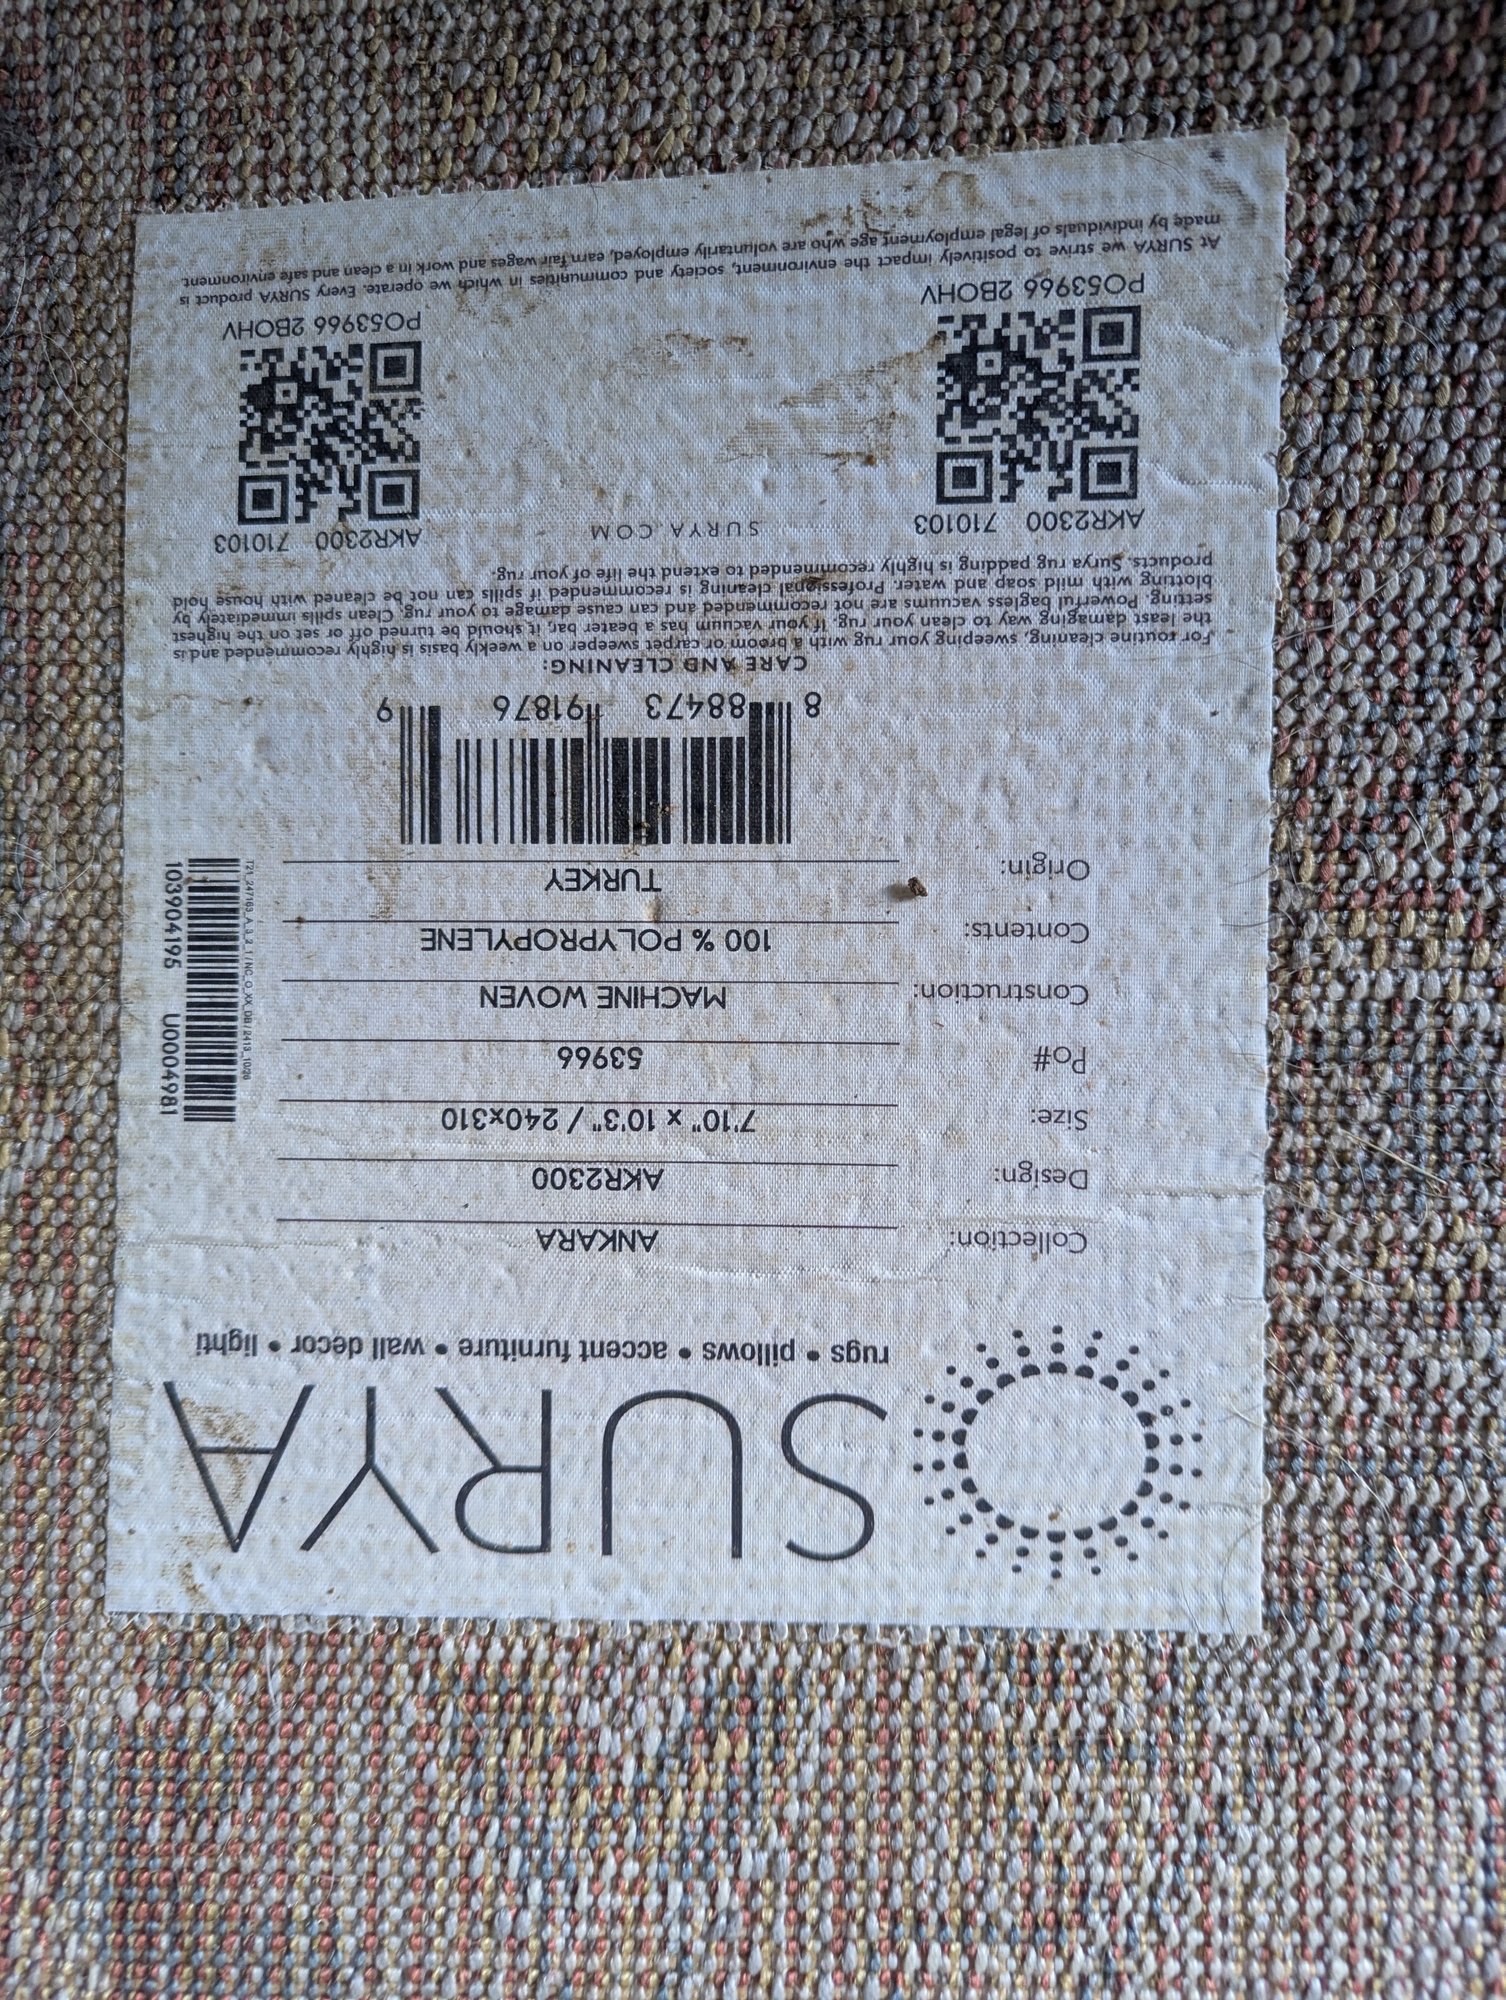 SURYA
rugs • pillows • accent furniture • wall decor • lighti
Collection: ANKARA
Design: AKR2300
Size: 7'10" x 10'3" / 240x310
Po# 53966
Construction: MACHINE WOVEN
Contents: 100 % POLYPROPYLENE
Origin: TURKEY
103904195 U0004981
8 88473 91876 9
CARE AND CLEANING:
For routine cleaning, sweeping your rug with a broom or carpet sweeper on a weekly basis is highly recommended and is
the least damaging way to clean your rug. If your vacuum has a beater bar, it should be turned off or set on the highest
setting. Powerful bagless vacuums are not recommended and can cause damage to your rug. Clean spills immediately by
blotting with mild soap and water. Professional cleaning is recommended if spills can not be cleaned with house hold
products. Surya rug padding is highly recommended to extend the life of your rug.
AKR2300 710103
SURYA.COM
AKR2300 710103
PO53966 2BOHV
PO53966 2BOHV
At SURYA we strive to positively impact the environment, society and communities in which we operate. Every SURYA product is
made by individuals of legal employment age who are voluntarily employed, earn fair wages and work in a clean and safe environment.